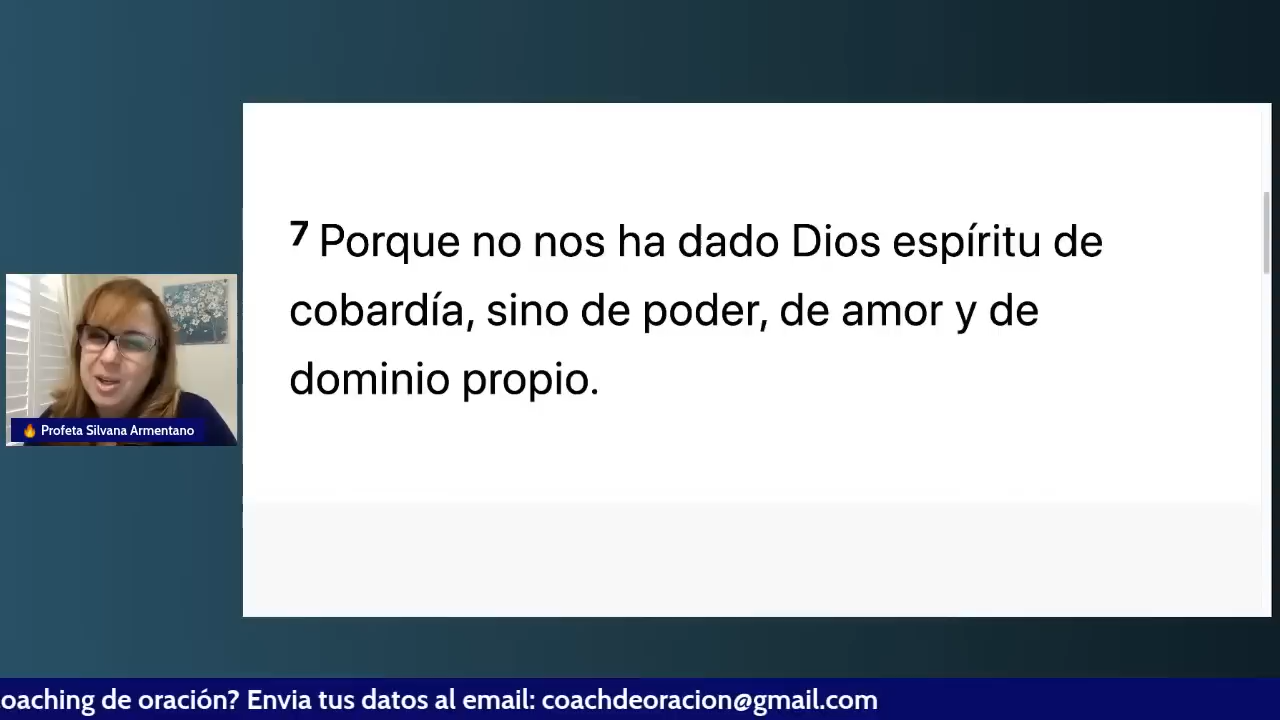 7 Porque no nos ha dado Dios espíritu de
cobardía, sino de poder, de amor y de
dominio propio.
🔥 Profeta Silvana Armentano
oaching de oración? Envia tus datos al email: coachdeoracion@gmail.com